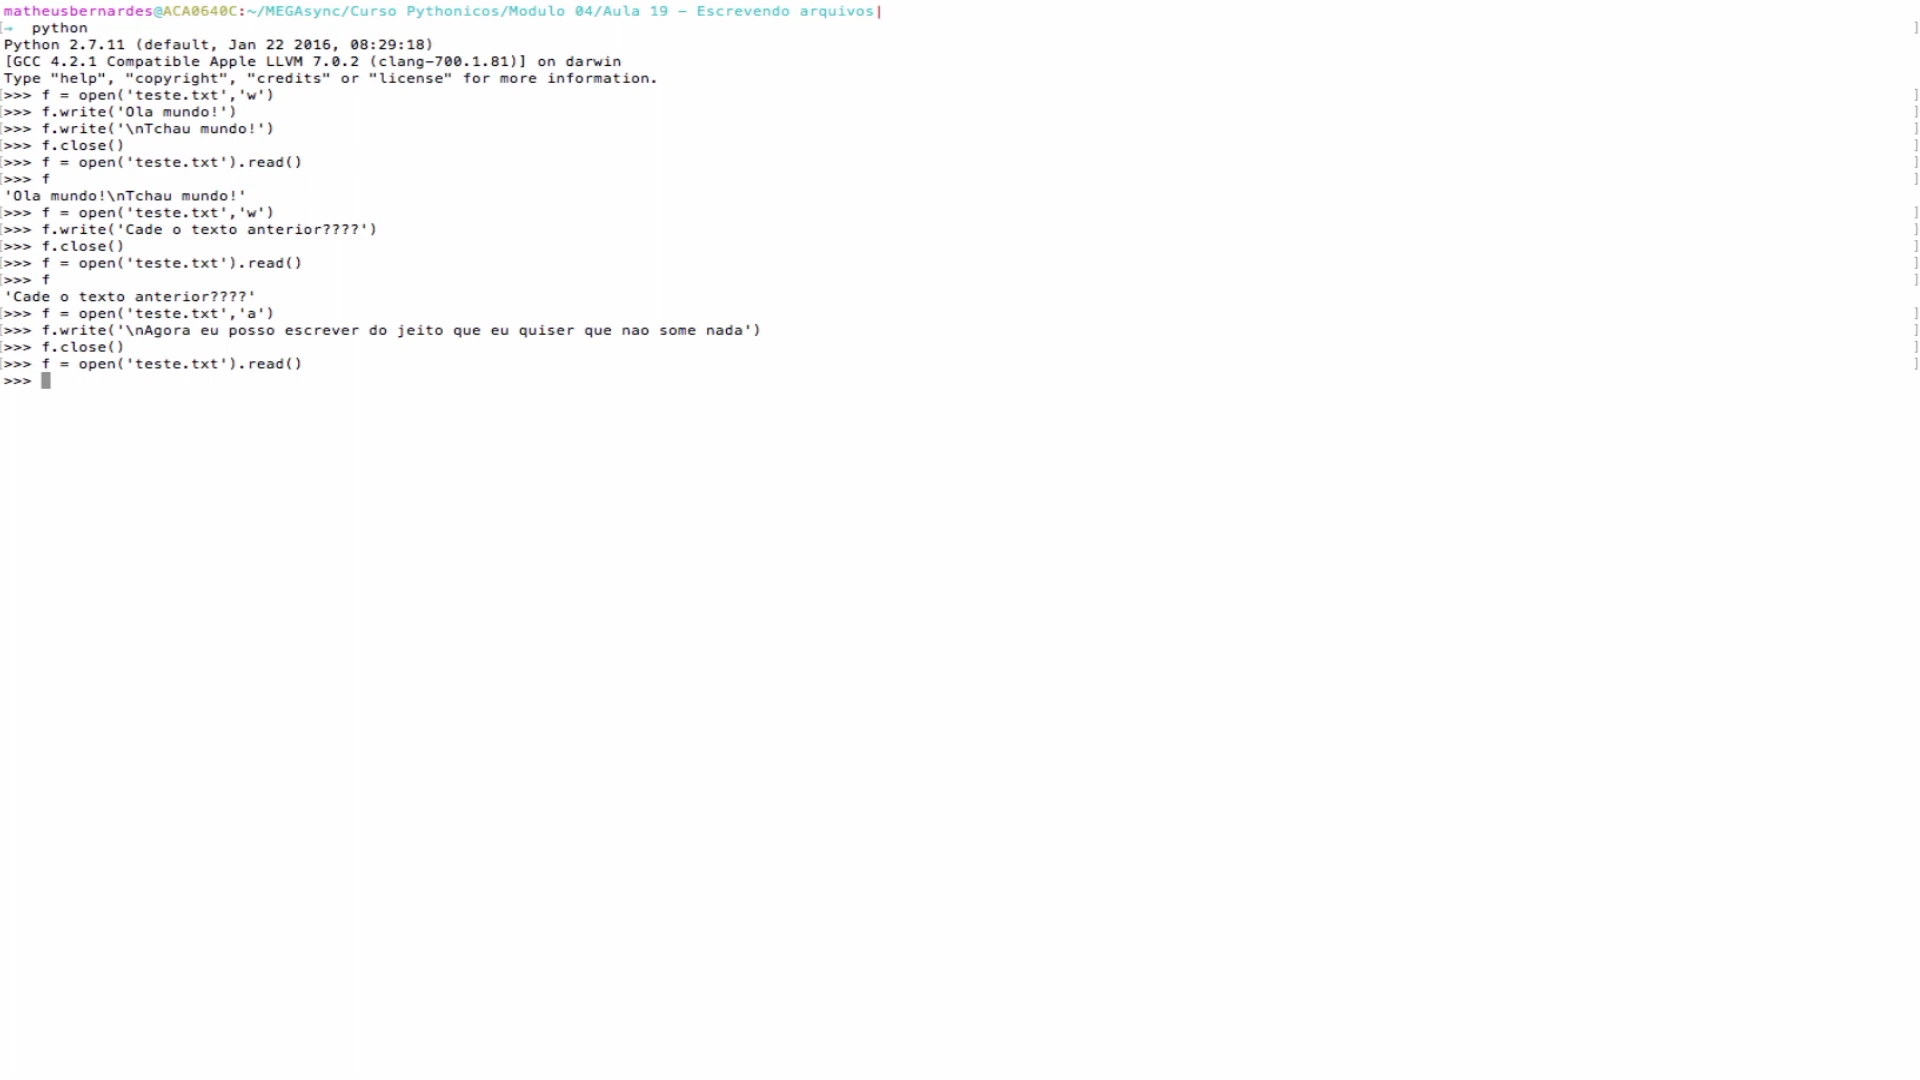 matheusbernardes@ACA0640C:~/MEGAsync/Curso Pythonicos/Modulo 04/Aula 19 - Escrevendo arquivos|
[→  python ]
Python 2.7.11 (default, Jan 22 2016, 08:29:18)
[GCC 4.2.1 Compatible Apple LLVM 7.0.2 (clang-700.1.81)] on darwin
Type "help", "copyright", "credits" or "license" for more information.
[>>> f = open('teste.txt','w') ]
[>>> f.write('Ola mundo!') ]
[>>> f.write('\nTchau mundo!') ]
[>>> f.close() ]
[>>> f = open('teste.txt').read() ]
[>>> f ]
'Ola mundo!\nTchau mundo!'
[>>> f = open('teste.txt','w') ]
[>>> f.write('Cade o texto anterior????') ]
[>>> f.close() ]
[>>> f = open('teste.txt').read() ]
[>>> f ]
'Cade o texto anterior????'
[>>> f = open('teste.txt','a') ]
[>>> f.write('\nAgora eu posso escrever do jeito que eu quiser que nao some nada') ]
[>>> f.close() ]
[>>> f = open('teste.txt').read() ]
>>>